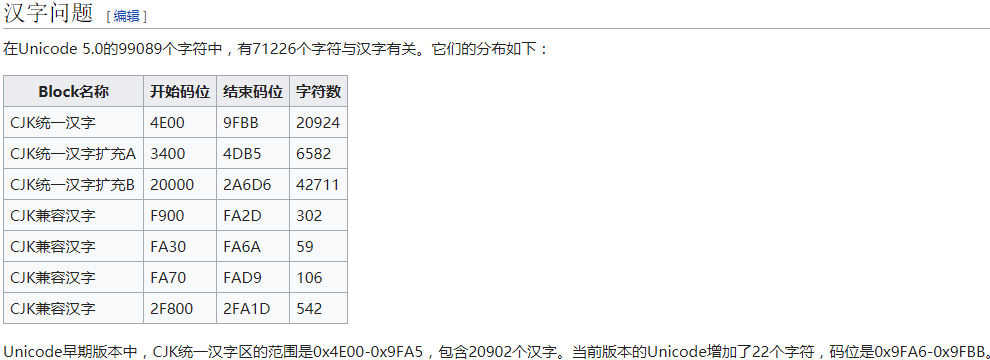 汉字问题 [编辑]
在Unicode 5.0的99089个字符中，有71226个字符与汉字有关。它们的分布如下：
Block名称 开始码位 结束码位 字符数
CJK统一汉字 4E00 9FBB 20924
CJK统一汉字扩充A 3400 4DB5 6582
CJK统一汉字扩充B 20000 2A6D6 42711
CJK兼容汉字 F900 FA2D 302
CJK兼容汉字 FA30 FA6A 59
CJK兼容汉字 FA70 FAD9 106
CJK兼容汉字 2F800 2FA1D 542
Unicode早期版本中，CJK统一汉字区的范围是0x4E00-0x9FA5，包含20902个汉字。当前版本的Unicode增加了22个字符，码位是0x9FA6-0x9FBB。